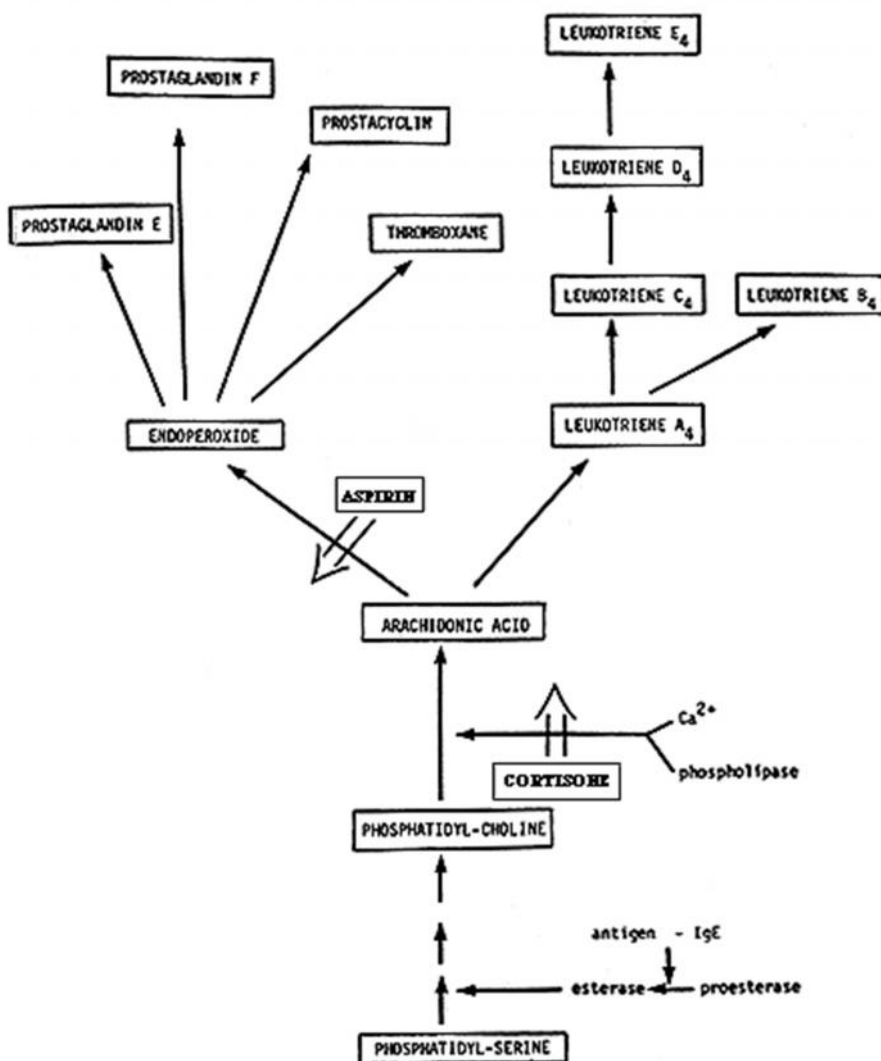 LEUKOTRIENE E4
PROSTAGLANDIN F
PROSTACYCLIN
LEUKOTRIENE D4
PROSTAGLANDIN E
THROMBOXANE
LEUKOTRIENE C4
LEUKOTRIENE B4
ENDOPEROXIDE
LEUKOTRIENE A4
ASPIRIN
ARACHIDONIC ACID
Ca2+
phospholipase
CORTISONE
PHOSPHATIDYL-CHOLINE
antigen - IgE
esterase
proesterase
PHOSPHATIDYL-SERINE